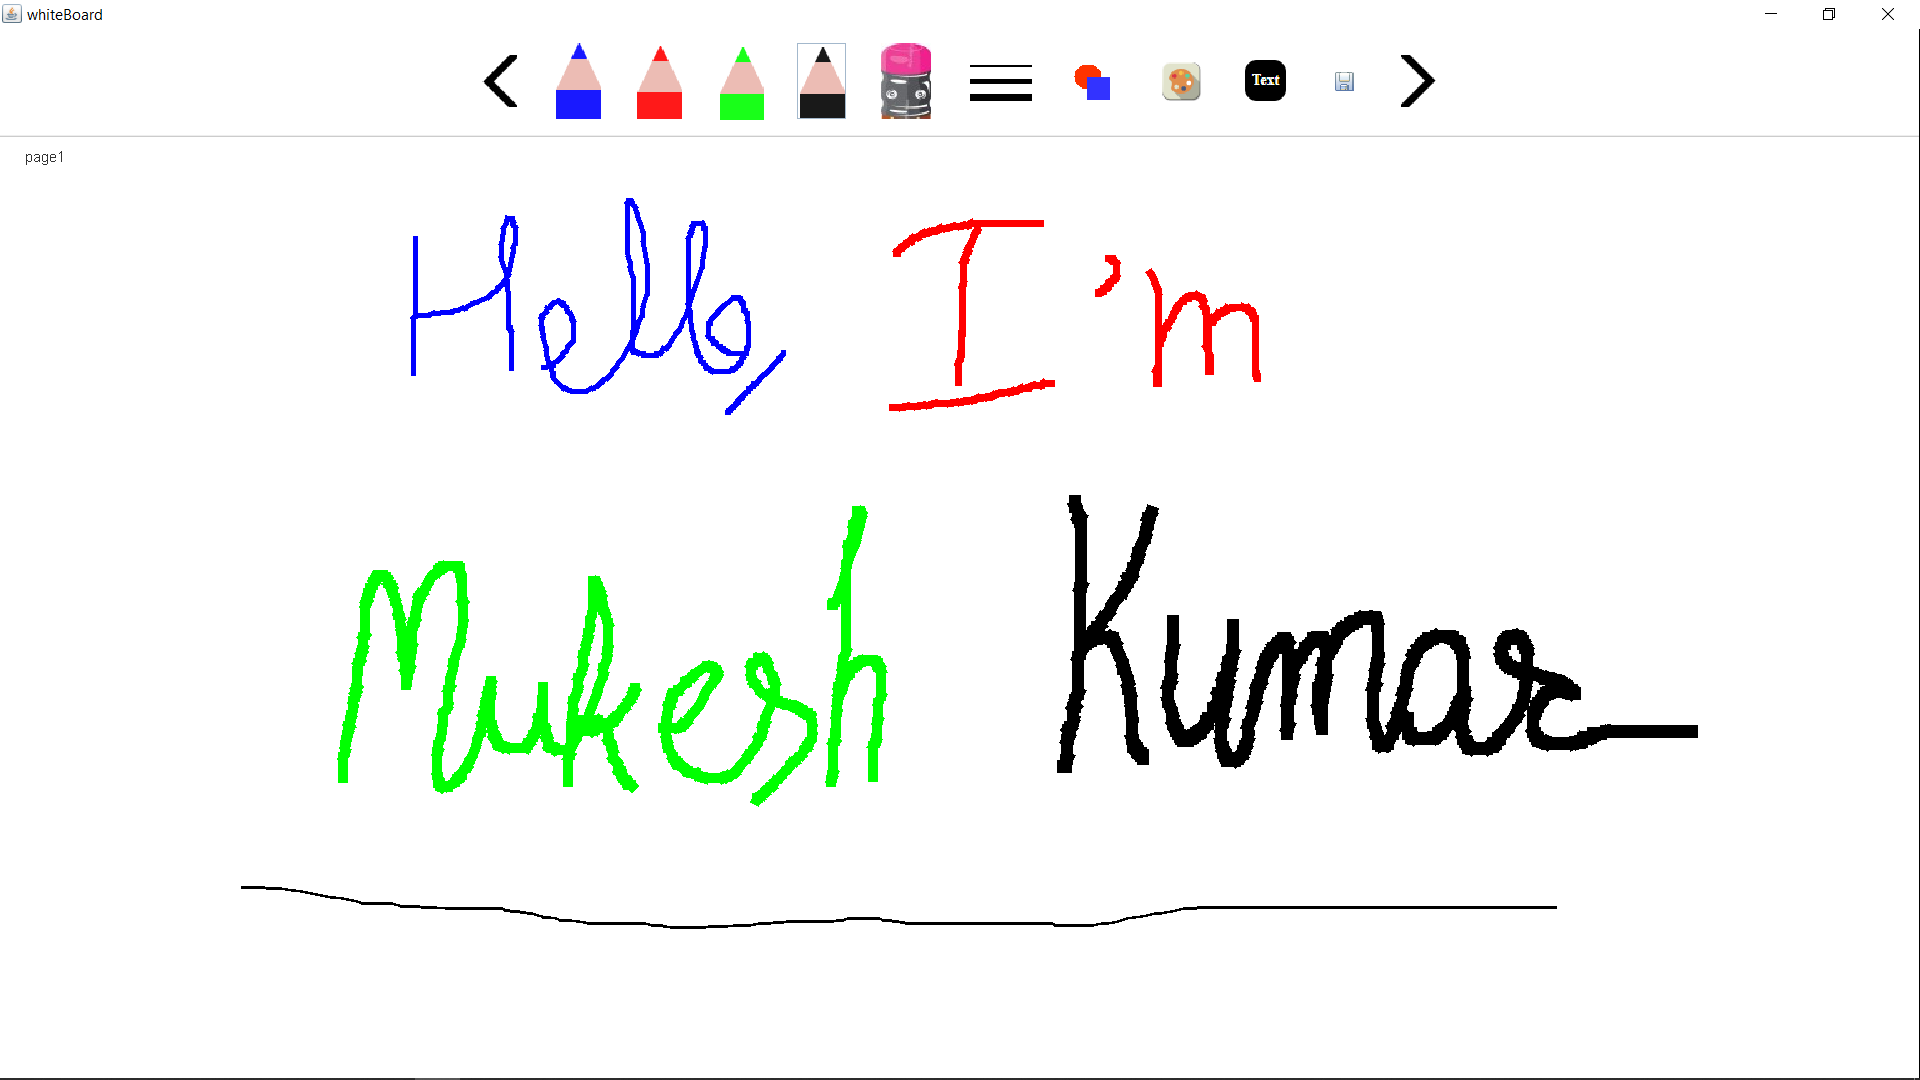 whiteBoard
Text
page1
Hello, I'm
Mukesh Kumar